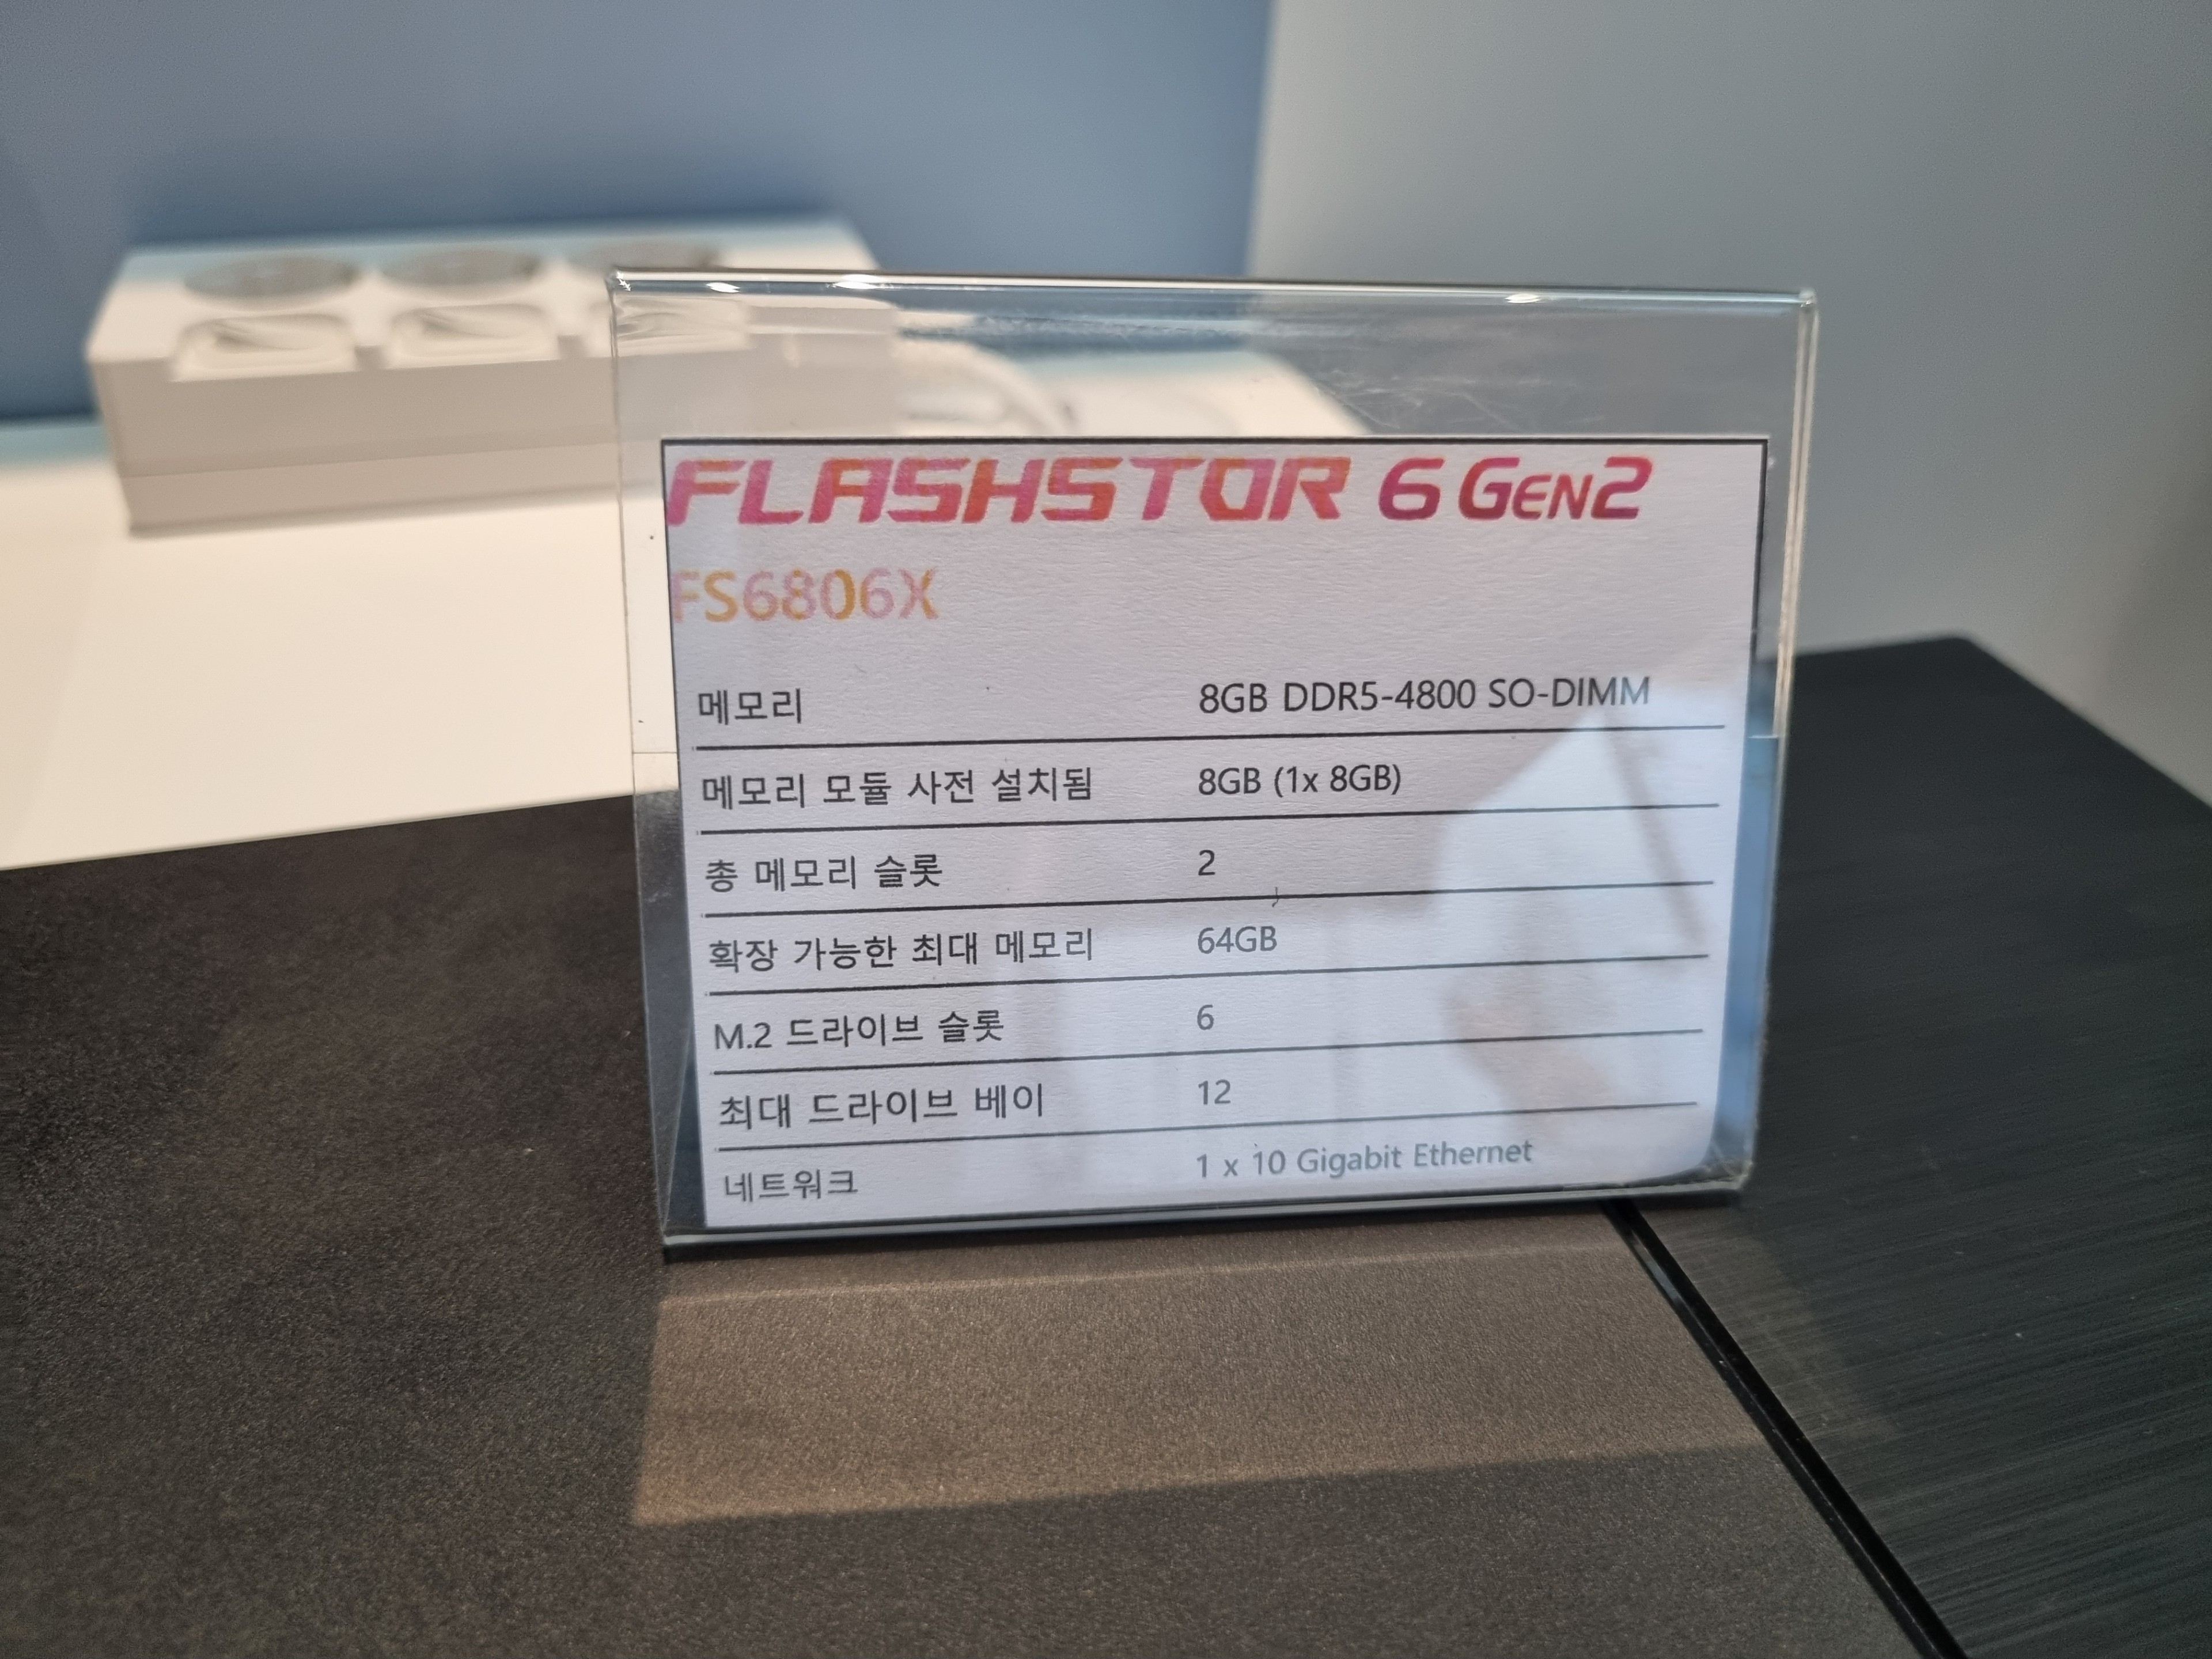 FLASHSTOR 6 GEN2
FS6806X
메모리 8GB DDR5-4800 SO-DIMM
메모리 모듈 사전 설치됨 8GB (1x 8GB)
총 메모리 슬롯 2
확장 가능한 최대 메모리 64GB
M.2 드라이브 슬롯 6
최대 드라이브 베이 12
네트워크 1 x 10 Gigabit Ethernet